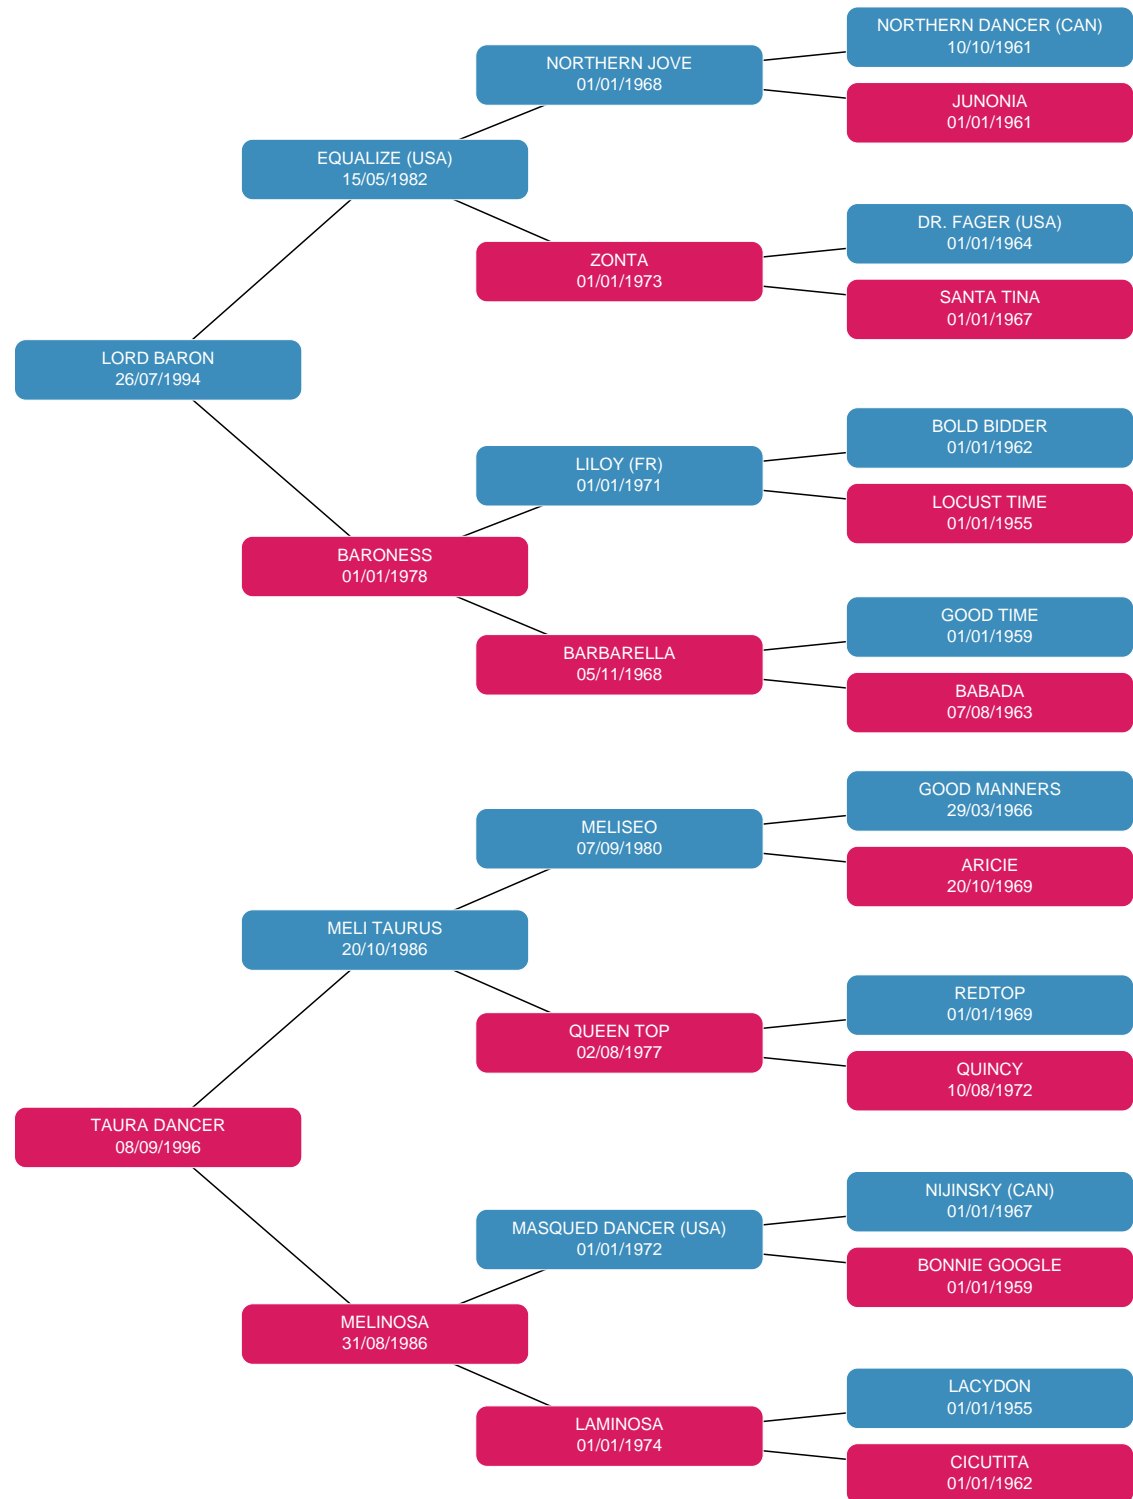 NORTHERN DANCER (CAN)
10/10/1961
NORTHERN JOVE
01/01/1968
JUNONIA
01/01/1961
EQUALIZE (USA)
15/05/1982
DR. FAGER (USA)
01/01/1964
ZONTA
01/01/1973
SANTA TINA
01/01/1967
LORD BARON
26/07/1994
BOLD BIDDER
01/01/1962
LILOY (FR)
01/01/1971
LOCUST TIME
01/01/1955
BARONESS
01/01/1978
GOOD TIME
01/01/1959
BARBARELLA
05/11/1968
BABADA
07/08/1963
GOOD MANNERS
29/03/1966
MELISEO
07/09/1980
ARICIE
20/10/1969
MELI TAURUS
20/10/1986
REDTOP
01/01/1969
QUEEN TOP
02/08/1977
QUINCY
10/08/1972
TAURA DANCER
08/09/1996
NIJINSKY (CAN)
01/01/1967
MASQUED DANCER (USA)
01/01/1972
BONNIE GOOGLE
01/01/1959
MELINOSA
31/08/1986
LACYDON
01/01/1955
LAMINOSA
01/01/1974
CICUTITA
01/01/1962